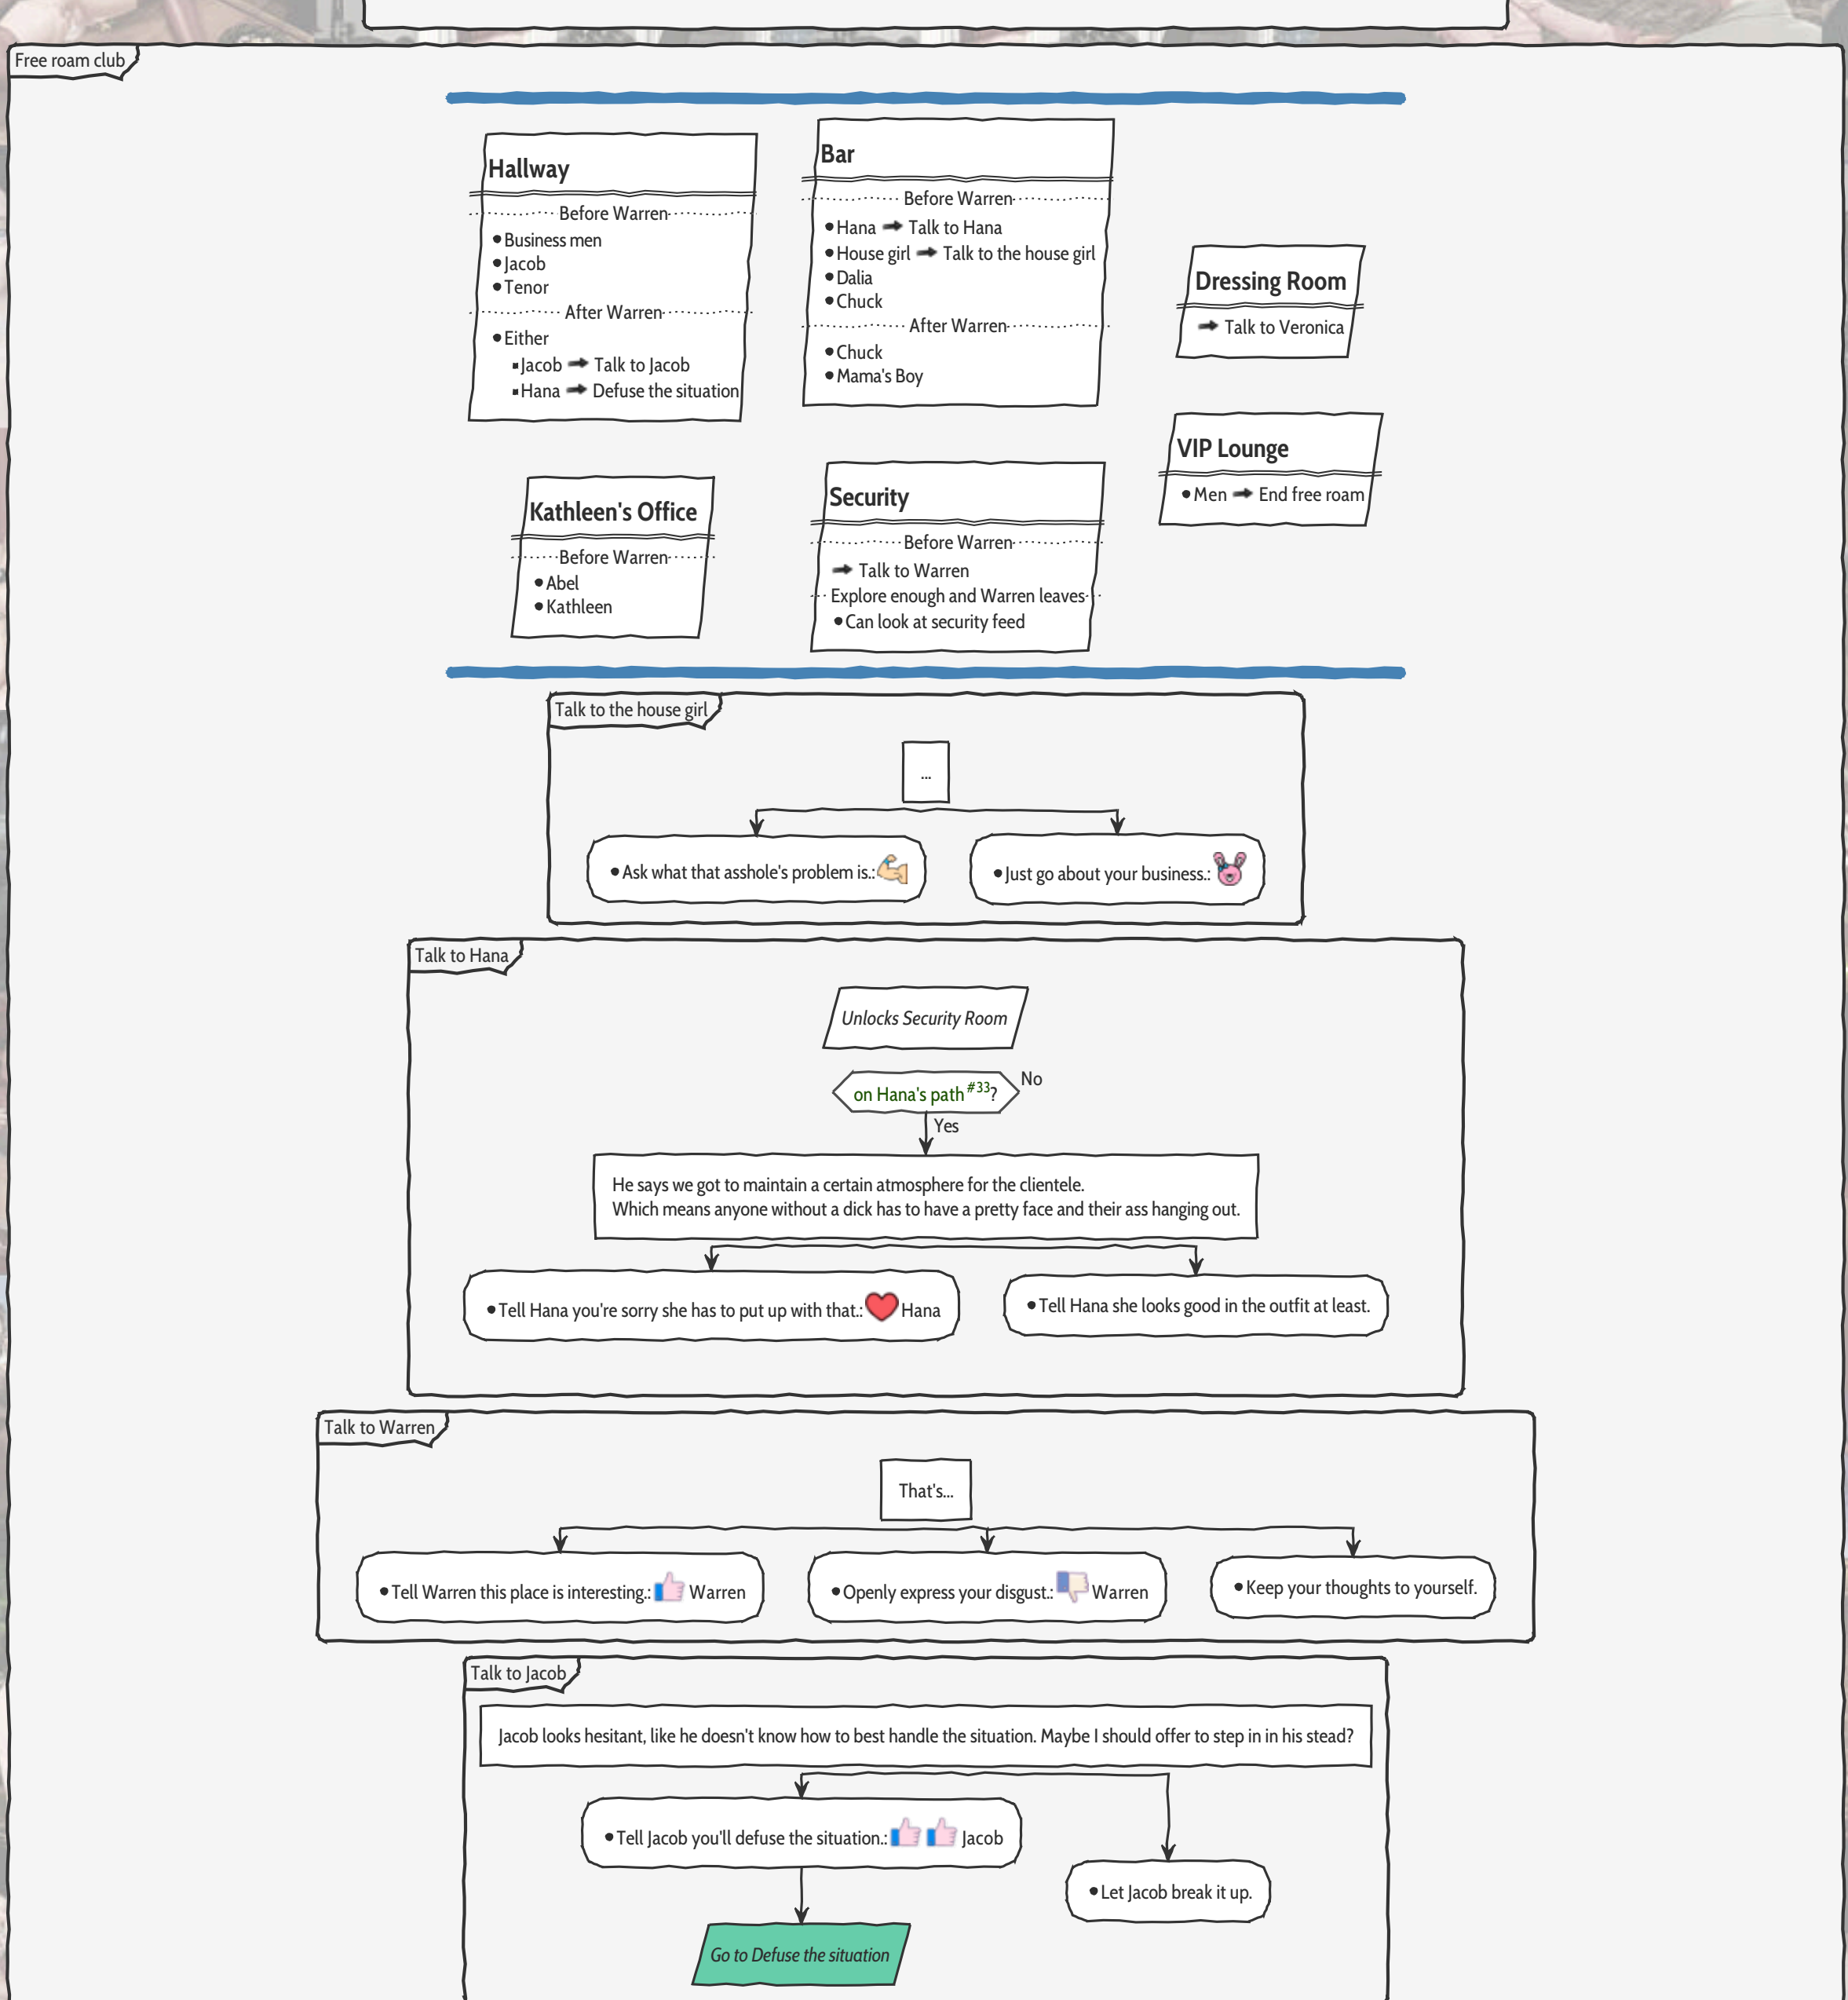 Free roam club
Hallway
Before Warren
Business men
Jacob
Tenor
After Warren
Either
Jacob ➡ Talk to Jacob
Hana ➡ Defuse the situation
Bar
Before Warren
Hana ➡ Talk to Hana
House girl ➡ Talk to the house girl
Dalia
Chuck
After Warren
Chuck
Mama's Boy
Dressing Room
➡ Talk to Veronica
VIP Lounge
Men ➡ End free roam
Kathleen's Office
Before Warren
Abel
Kathleen
Security
Before Warren
➡ Talk to Warren
Explore enough and Warren leaves
Can look at security feed
Talk to the house girl
...
Ask what that asshole's problem is.:
Just go about your business.:
Talk to Hana
Unlocks Security Room
on Hana's path #33?
No
Yes
He says we got to maintain a certain atmosphere for the clientele.
Which means anyone without a dick has to have a pretty face and their ass hanging out.
Tell Hana you're sorry she has to put up with that.: ❤ Hana
Tell Hana she looks good in the outfit at least.
Talk to Warren
That's...
Tell Warren this place is interesting.: 👍 Warren
Openly express your disgust.: 👎 Warren
Keep your thoughts to yourself.
Talk to Jacob
Jacob looks hesitant, like he doesn't know how to best handle the situation. Maybe I should offer to step in in his stead?
Tell Jacob you'll defuse the situation.: 👍 👍 Jacob
Let Jacob break it up.
Go to Defuse the situation